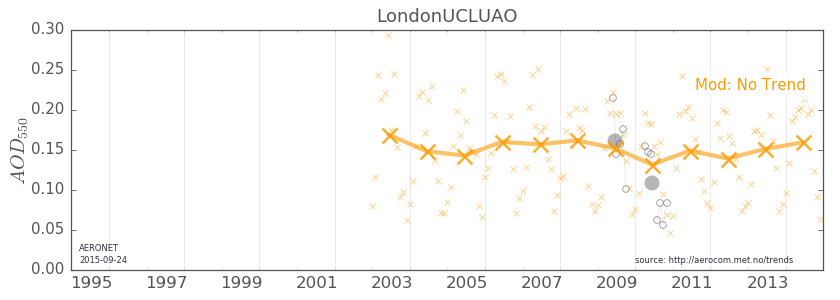 LondonUCLUAO
0.30
0.25
0.20
0.15
0.10
0.05
0.00
AOD550
Mod: No Trend
AERONET
2015-09-24
source: http://aerocom.met.no/trends
1995 1997 1999 2001 2003 2005 2007 2009 2011 2013